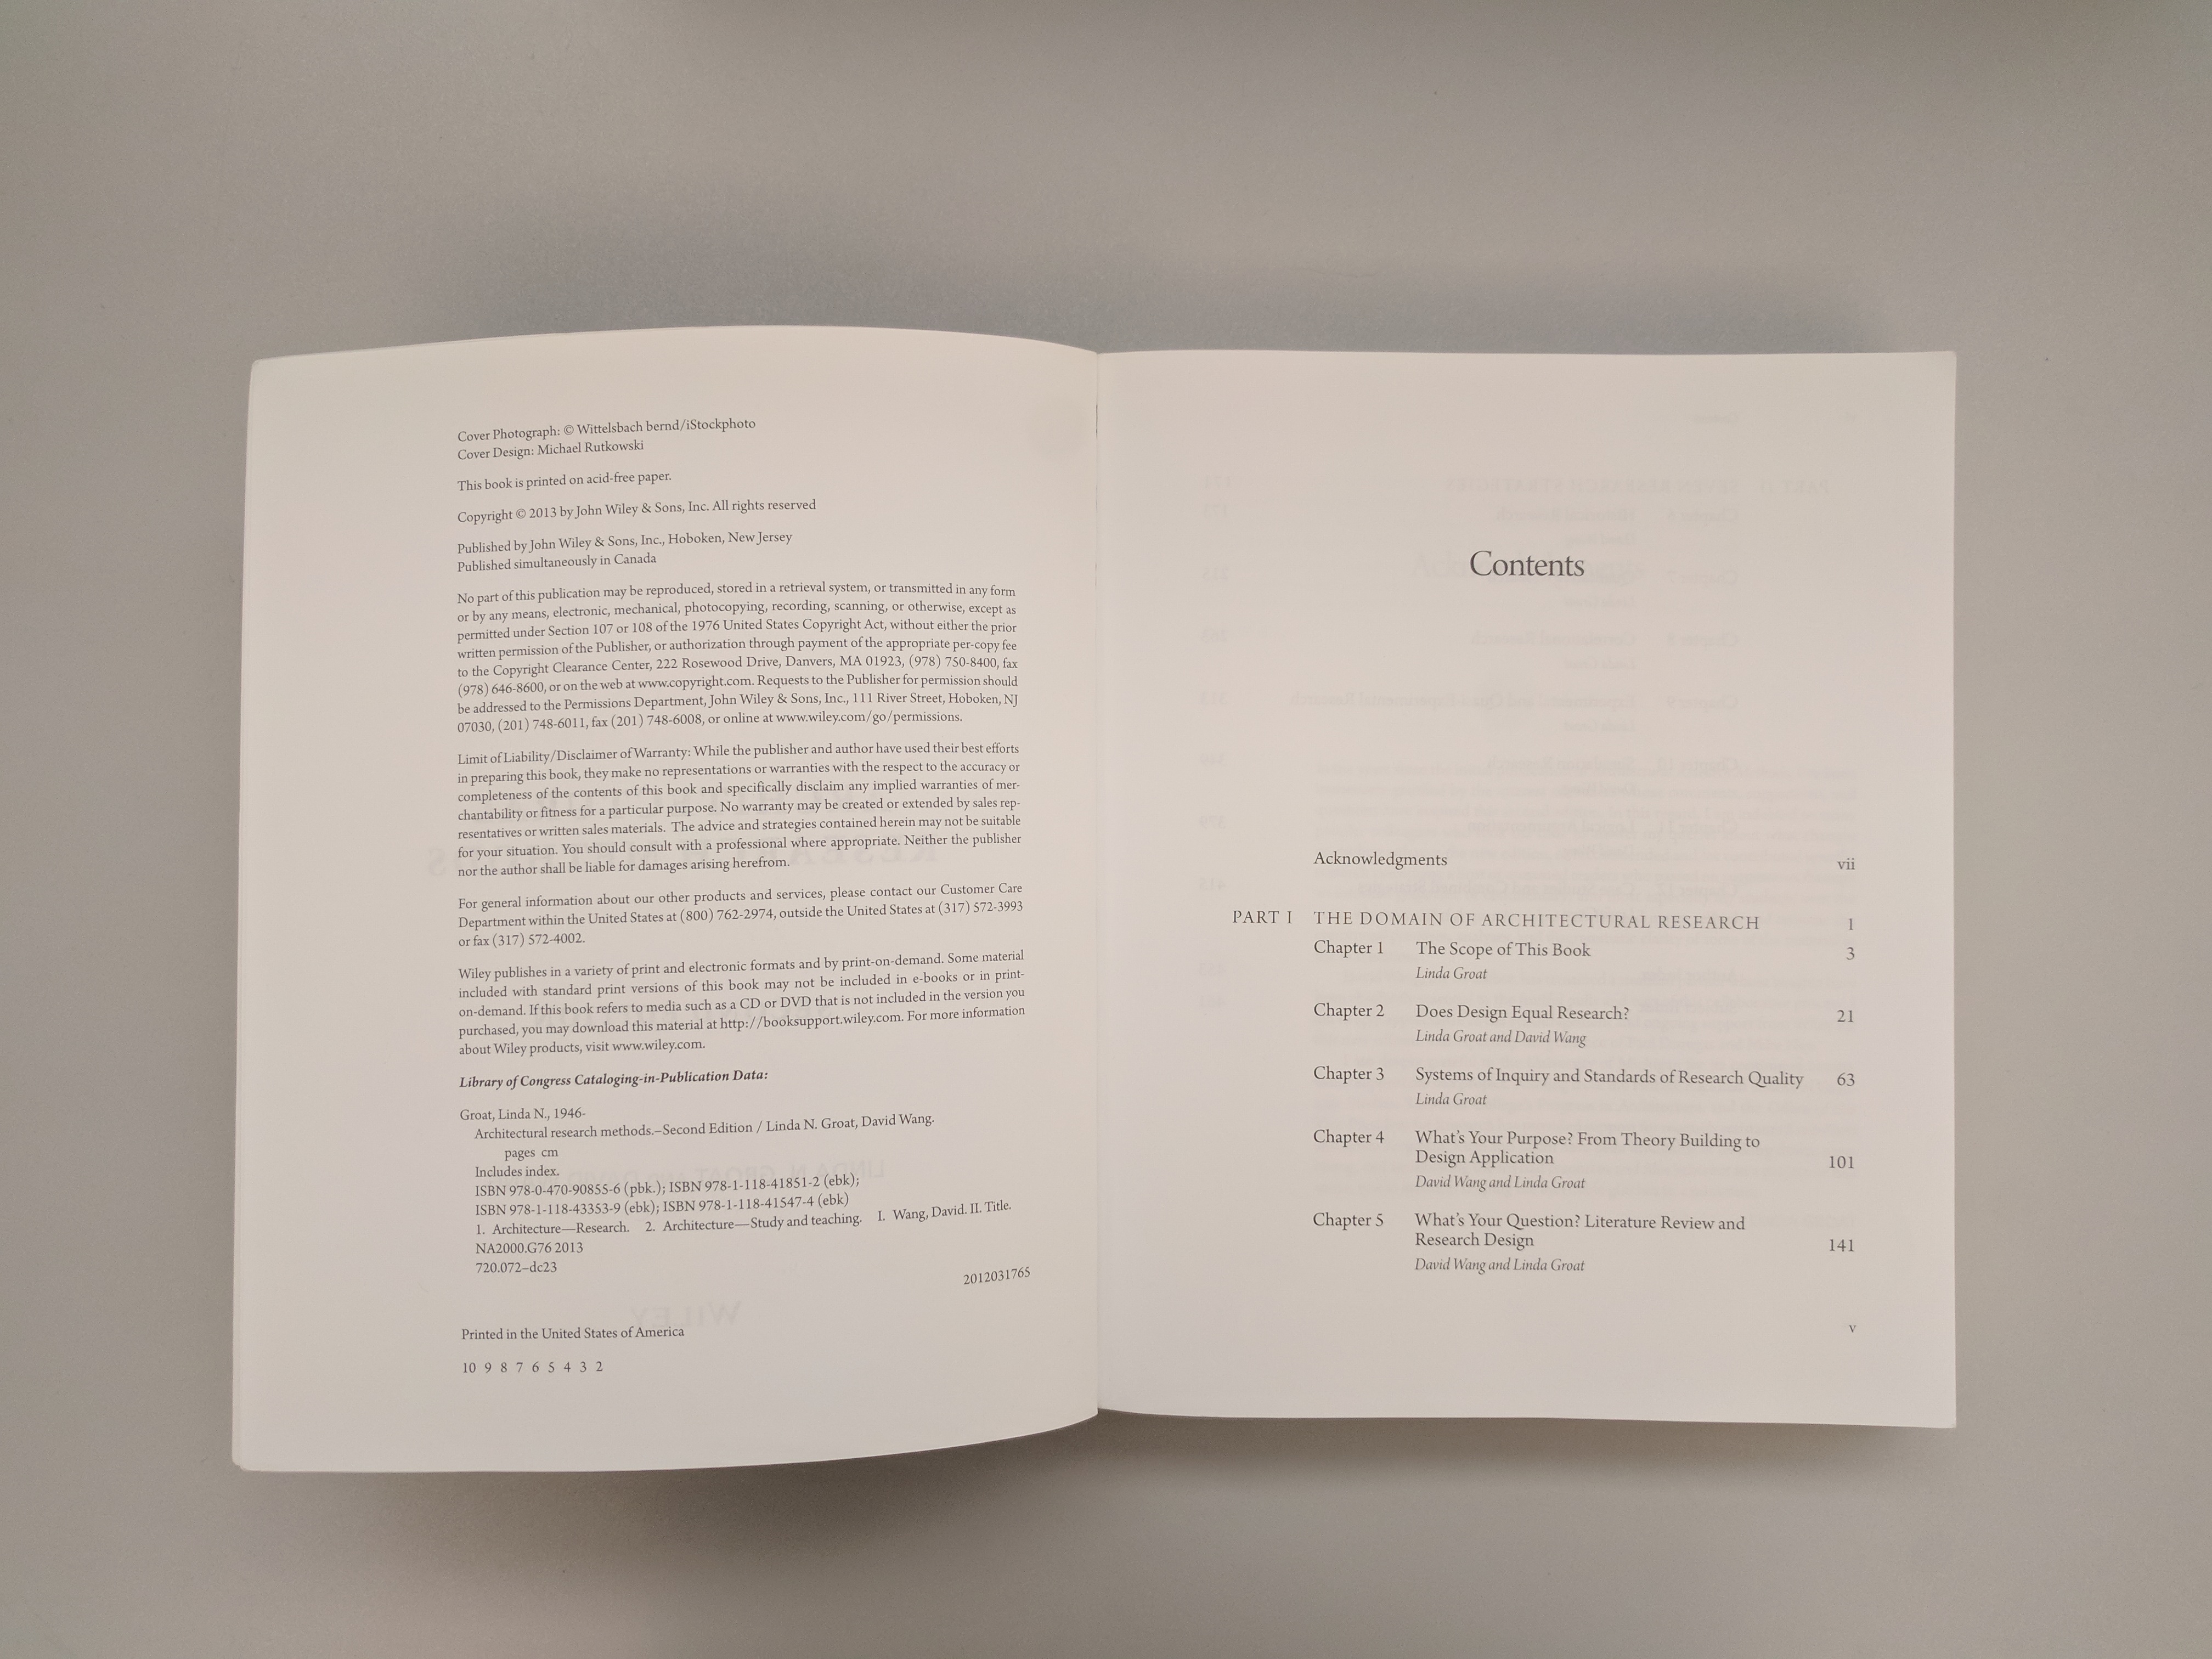 Cover Photograph: © Wittelsbach bernd/iStockphoto
Cover Design: Michael Rutkowski
This book is printed on acid-free paper.
Copyright © 2013 by John Wiley & Sons, Inc. All rights reserved
Published by John Wiley & Sons, Inc., Hoboken, New Jersey
Published simultaneously in Canada
No part of this publication may be reproduced, stored in a retrieval system, or transmitted in any form
or by any means, electronic, mechanical, photocopying, recording, scanning, or otherwise, except as
permitted under Section 107 or 108 of the 1976 United States Copyright Act, without either the prior
written permission of the Publisher, or authorization through payment of the appropriate per-copy fee
to the Copyright Clearance Center, 222 Rosewood Drive, Danvers, MA 01923, (978) 750-8400, fax
(978) 646-8600, or on the web at www.copyright.com. Requests to the Publisher for permission should
be addressed to the Permissions Department, John Wiley & Sons, Inc., 111 River Street, Hoboken, NJ
07030, (201) 748-6011, fax (201) 748-6008, or online at www.wiley.com/go/permissions.
Limit of Liability/Disclaimer of Warranty: While the publisher and author have used their best efforts
in preparing this book, they make no representations or warranties with the respect to the accuracy or
completeness of the contents of this book and specifically disclaim any implied warranties of mer-
chantability or fitness for a particular purpose. No warranty may be created or extended by sales rep-
resentatives or written sales materials. The advice and strategies contained herein may not be suitable
for your situation. You should consult with a professional where appropriate. Neither the publisher
nor the author shall be liable for damages arising herefrom.
For general information about our other products and services, please contact our Customer Care
Department within the United States at (800) 762-2974, outside the United States at (317) 572-3993
or fax (317) 572-4002.
Wiley publishes in a variety of print and electronic formats and by print-on-demand. Some material
included with standard print versions of this book may not be included in e-books or in print-
on-demand. If this book refers to media such as a CD or DVD that is not included in the version you
purchased, you may download this material at http://booksupport.wiley.com. For more information
about Wiley products, visit www.wiley.com.
Library of Congress Cataloging-in-Publication Data:
Groat, Linda N., 1946-
Architectural research methods.–Second Edition / Linda N. Groat, David Wang.
pages cm
Includes index.
ISBN 978-0-470-90855-6 (pbk.); ISBN 978-1-118-41851-2 (ebk);
ISBN 978-1-118-43353-9 (ebk); ISBN 978-1-118-41547-4 (ebk)
1. Architecture—Research. 2. Architecture—Study and teaching. I. Wang, David. II. Title.
NA2000.G76 2013
720.072–dc23
2012031765
Printed in the United States of America
10 9 8 7 6 5 4 3 2
Contents
Acknowledgments vii
PART I THE DOMAIN OF ARCHITECTURAL RESEARCH 1
Chapter 1 The Scope of This Book 3
Linda Groat
Chapter 2 Does Design Equal Research? 21
Linda Groat and David Wang
Chapter 3 Systems of Inquiry and Standards of Research Quality 63
Linda Groat
Chapter 4 What's Your Purpose? From Theory Building to
Design Application 101
David Wang and Linda Groat
Chapter 5 What's Your Question? Literature Review and
Research Design 141
David Wang and Linda Groat
v